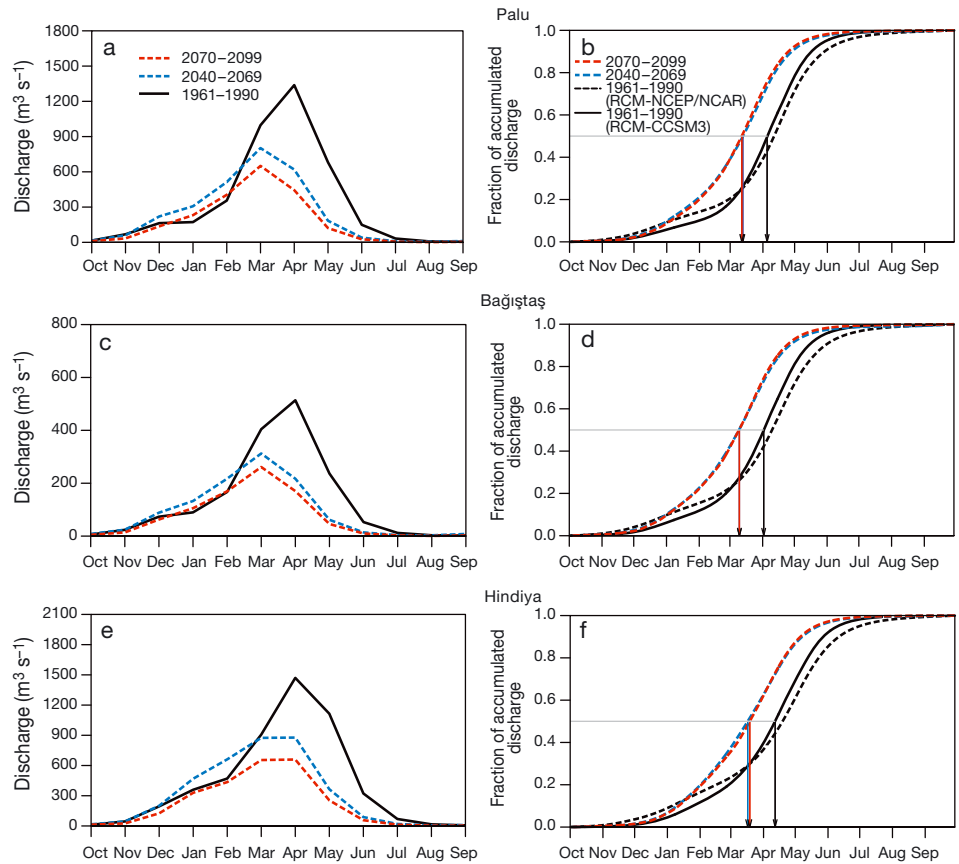 Palu
a
b
1800
1500
1200
900
600
300
0
Discharge (m³ s⁻¹)
2070–2099
2040–2069
1961–1990
Oct Nov Dec Jan Feb Mar Apr May Jun Jul Aug Sep
1.0
0.8
0.6
0.4
0.2
0.0
Fraction of accumulated
discharge
2070–2099
2040–2069
1961–1990
(RCM-NCEP/NCAR)
1961–1990
(RCM-CCSM3)
Oct Nov Dec Jan Feb Mar Apr May Jun Jul Aug Sep
Bağıştaş
c
d
800
600
400
200
0
Discharge (m³ s⁻¹)
Oct Nov Dec Jan Feb Mar Apr May Jun Jul Aug Sep
1.0
0.8
0.6
0.4
0.2
0.0
Fraction of accumulated
discharge
Oct Nov Dec Jan Feb Mar Apr May Jun Jul Aug Sep
Hindiya
e
f
2100
1800
1500
1200
900
600
300
0
Discharge (m³ s⁻¹)
Oct Nov Dec Jan Feb Mar Apr May Jun Jul Aug Sep
1.0
0.8
0.6
0.4
0.2
0.0
Fraction of accumulated
discharge
Oct Nov Dec Jan Feb Mar Apr May Jun Jul Aug Sep